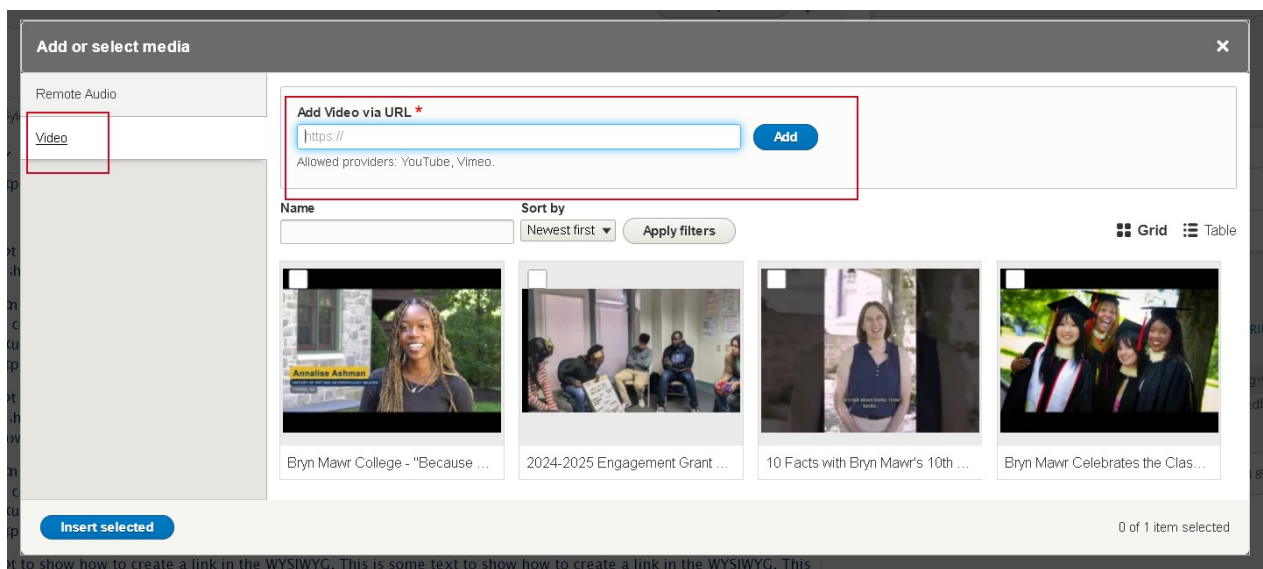 Add or select media
×
Remote Audio
Video
Add Video via URL *
https://
Add
Allowed providers: YouTube, Vimeo.
Name
Sort by
Newest first
Apply filters
Grid
Table
Annalise Ashman
Bryn Mawr College - "Because ...
2024-2025 Engagement Grant ...
10 Facts with Bryn Mawr's 10th ...
Bryn Mawr Celebrates the Clas...
Insert selected
0 of 1 item selected
to show how to create a link in the WYSIWYG. This is some text to show how to create a link in the WYSIWYG. This